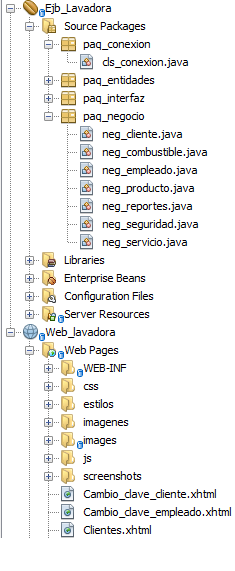 Ejb_Lavadora
Source Packages
paq_conexion
cls_conexion.java
paq_entidades
paq_interfaz
paq_negocio
neg_cliente.java
neg_combustible.java
neg_empleado.java
neg_producto.java
neg_reportes.java
neg_seguridad.java
neg_servicio.java
Libraries
Enterprise Beans
Configuration Files
Server Resources
Web_lavadora
Web Pages
WEB-INF
css
estilos
imagenes
images
js
screenshots
Cambio_clave_cliente.xhtml
Cambio_clave_empleado.xhtml
Clientes.xhtml